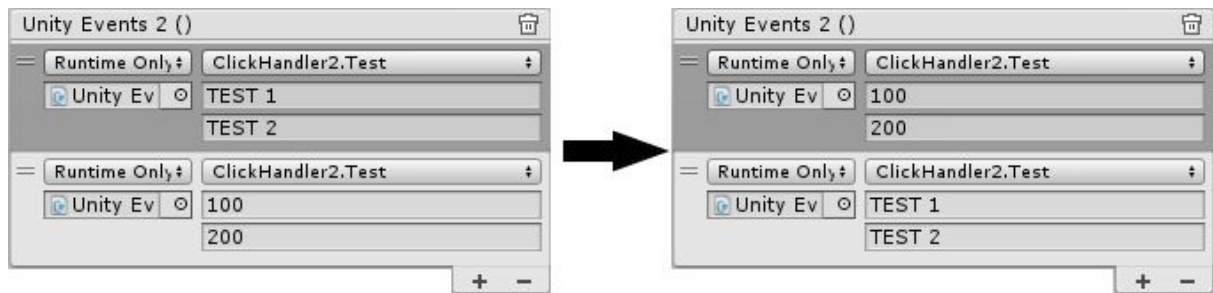 Unity Events 2 ()
Runtime Only ClickHandler2.Test
Unity Ev TEST 1
TEST 2
Runtime Only ClickHandler2.Test
Unity Ev 100
200
+ −
Unity Events 2 ()
Runtime Only ClickHandler2.Test
Unity Ev 100
200
Runtime Only ClickHandler2.Test
Unity Ev TEST 1
TEST 2
+ −